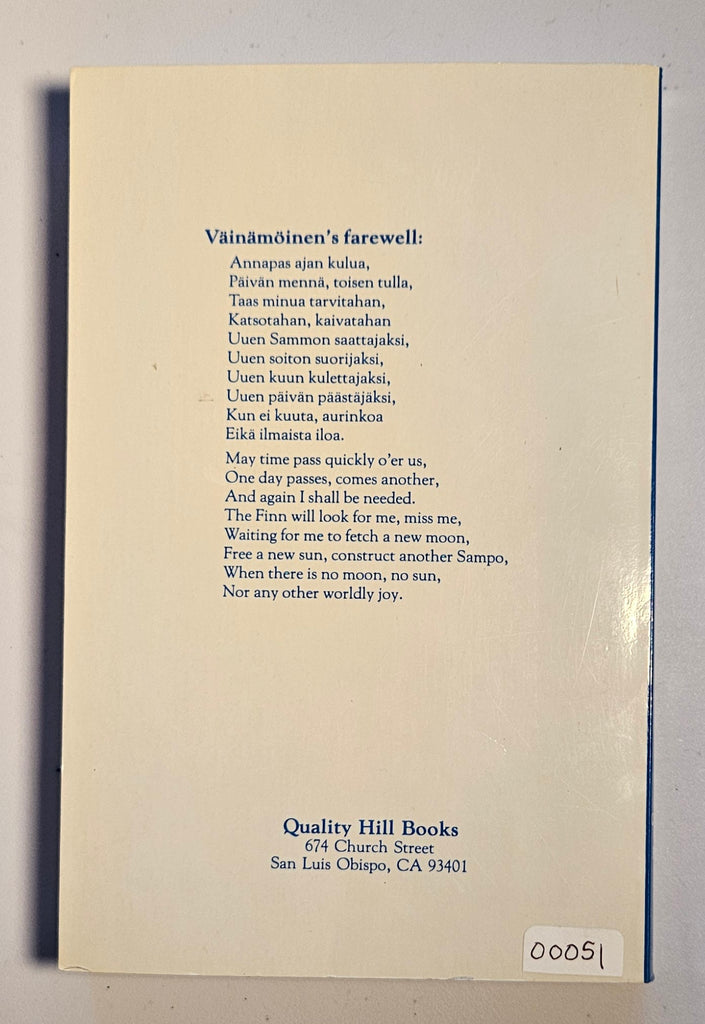 Väinämöinen's farewell:
Annapas ajan kulua,
Päivän mennä, toisen tulla,
Taas minua tarvitahan,
Katsotahan, kaivatahan
Uuen Sammon saattajaksi,
Uuen soiton suorijaksi,
Uuen kuun kulettajaksi,
Uuen päivän päästäjäksi,
Kun ei kuuta, aurinkoa
Eikä ilmaista iloa.
May time pass quickly o'er us,
One day passes, comes another,
And again I shall be needed.
The Finn will look for me, miss me,
Waiting for me to fetch a new moon,
Free a new sun, construct another Sampo,
When there is no moon, no sun,
Nor any other worldly joy.
Quality Hill Books
674 Church Street
San Luis Obispo, CA 93401
00051